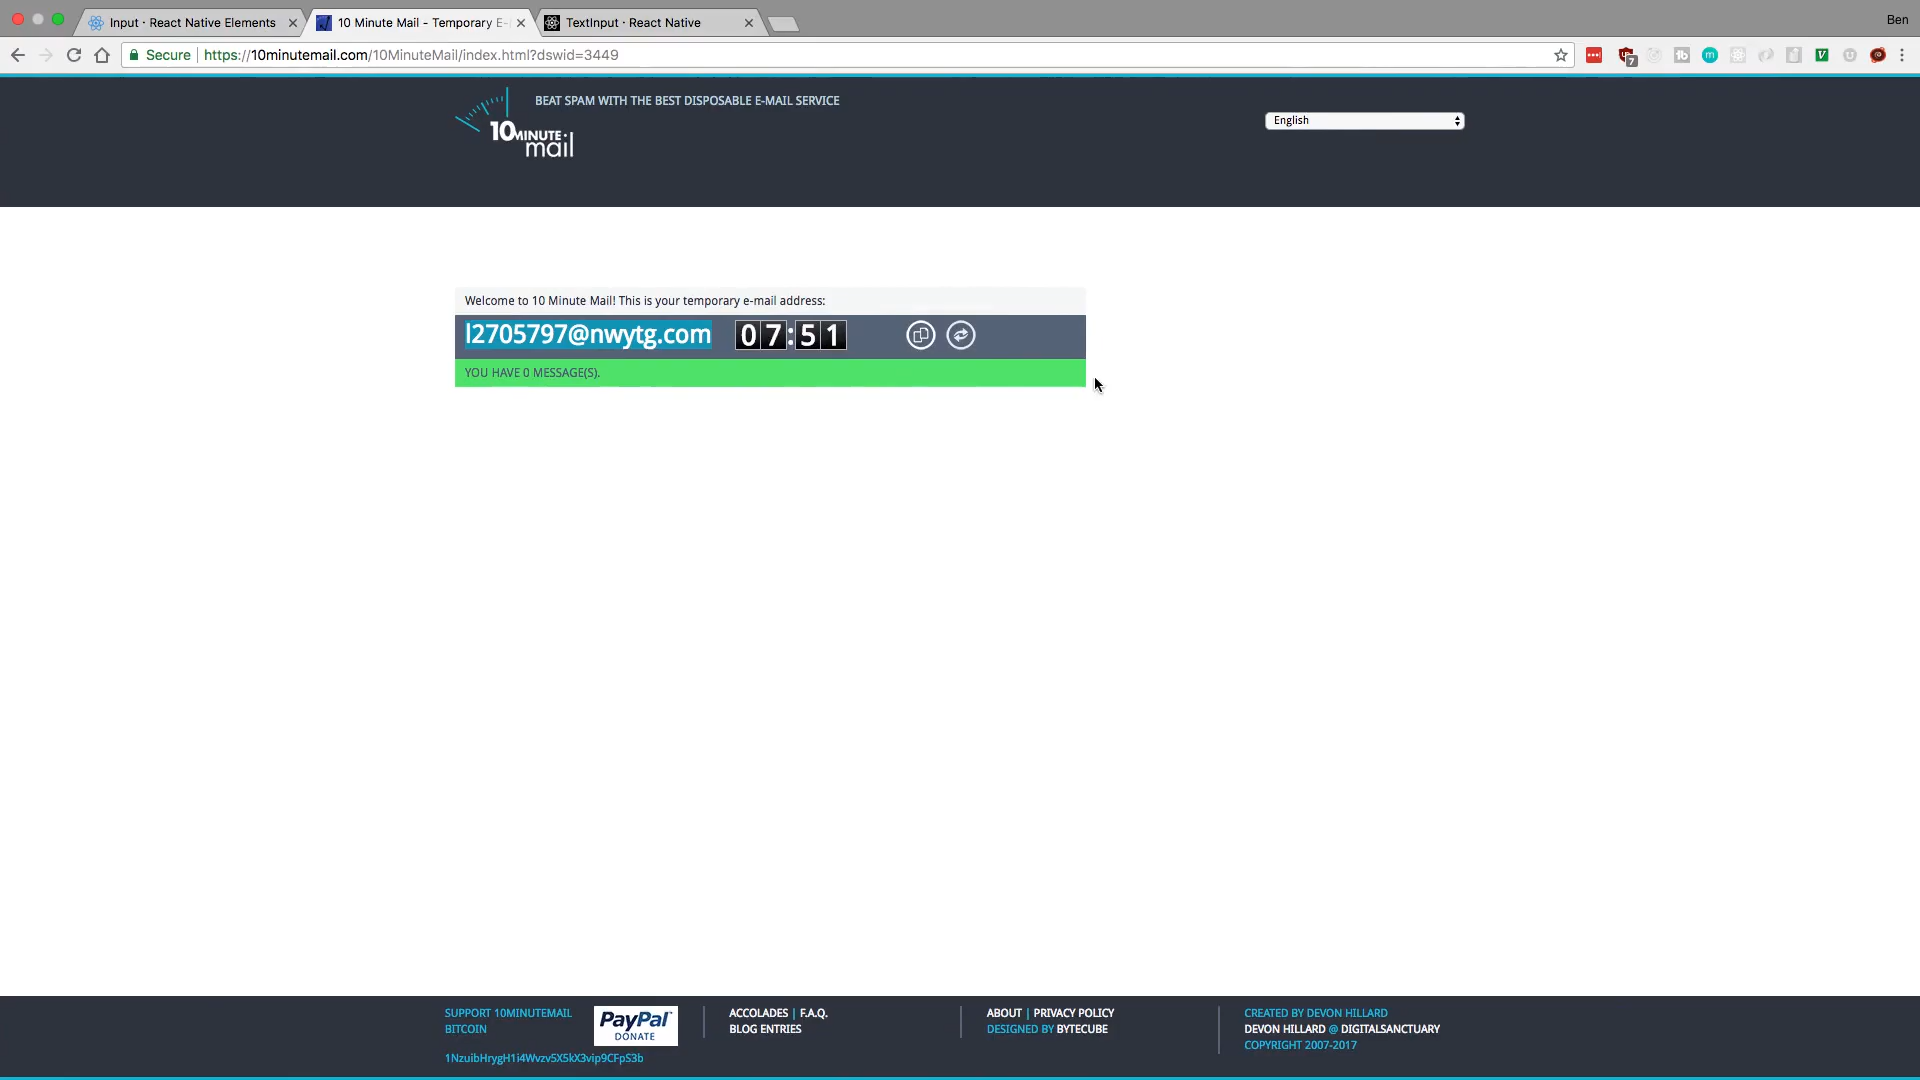 Input · React Native Elements
10 Minute Mail - Temporary E-
TextInput · React Native
Ben
Secure
https://10minutemail.com/10MinuteMail/index.html?dswid=3449
7
BEAT SPAM WITH THE BEST DISPOSABLE E-MAIL SERVICE
10 MINUTE
mail
English
Welcome to 10 Minute Mail! This is your temporary e-mail address:
l2705797@nwytg.com
07:51
YOU HAVE 0 MESSAGE(S).
SUPPORT 10MINUTEMAIL
BITCOIN
1NzuibHrygH1i4Wvzv5X5kX3vip9CFpS3b
PayPal
DONATE
ACCOLADES | F.A.Q.
BLOG ENTRIES
ABOUT | PRIVACY POLICY
DESIGNED BY BYTECUBE
CREATED BY DEVON HILLARD
DEVON HILLARD @ DIGITALSANCTUARY
COPYRIGHT 2007-2017